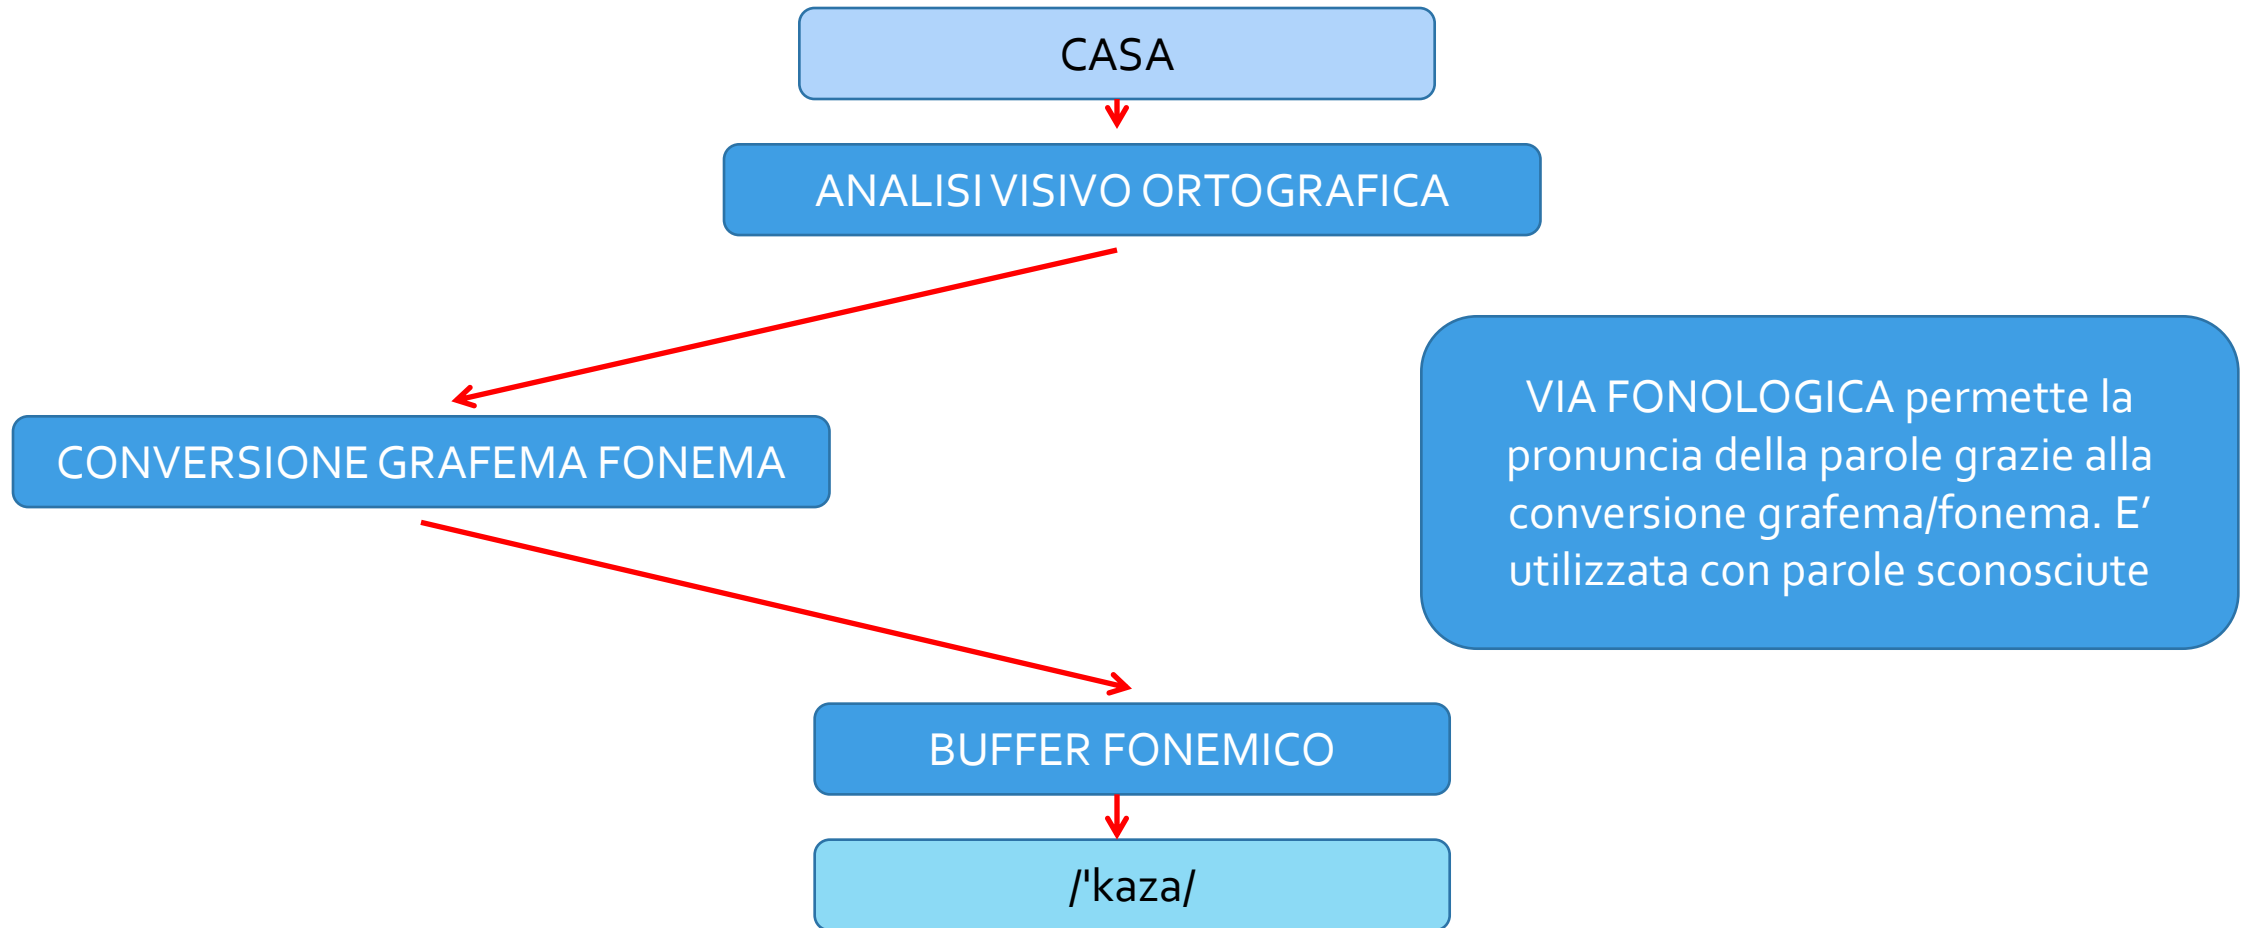 CASA
ANALISI VISIVO ORTOGRAFICA
CONVERSIONE GRAFEMA FONEMA
VIA FONOLOGICA permette la
pronuncia della parole grazie alla
conversione grafema/fonema. E’
utilizzata con parole sconosciute
BUFFER FONEMICO
/'kaza/